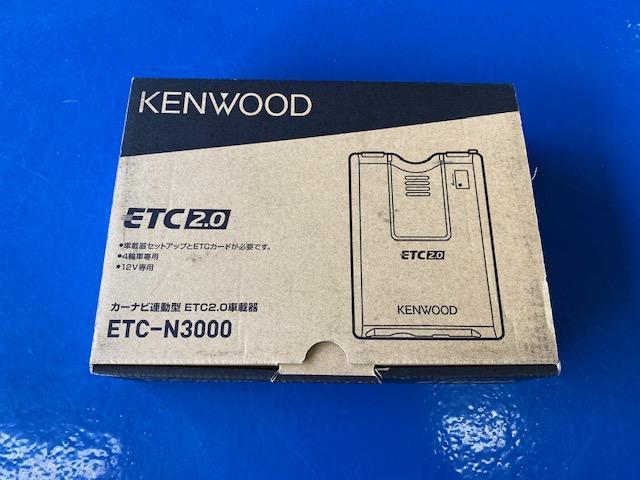 KENWOOD
ETC2.0
•車載器セットアップとETCカードが必要です。
•4輪車専用
•12V専用
カーナビ連動型 ETC2.0車載器
ETC-N3000
ETC2.0
KENWOOD